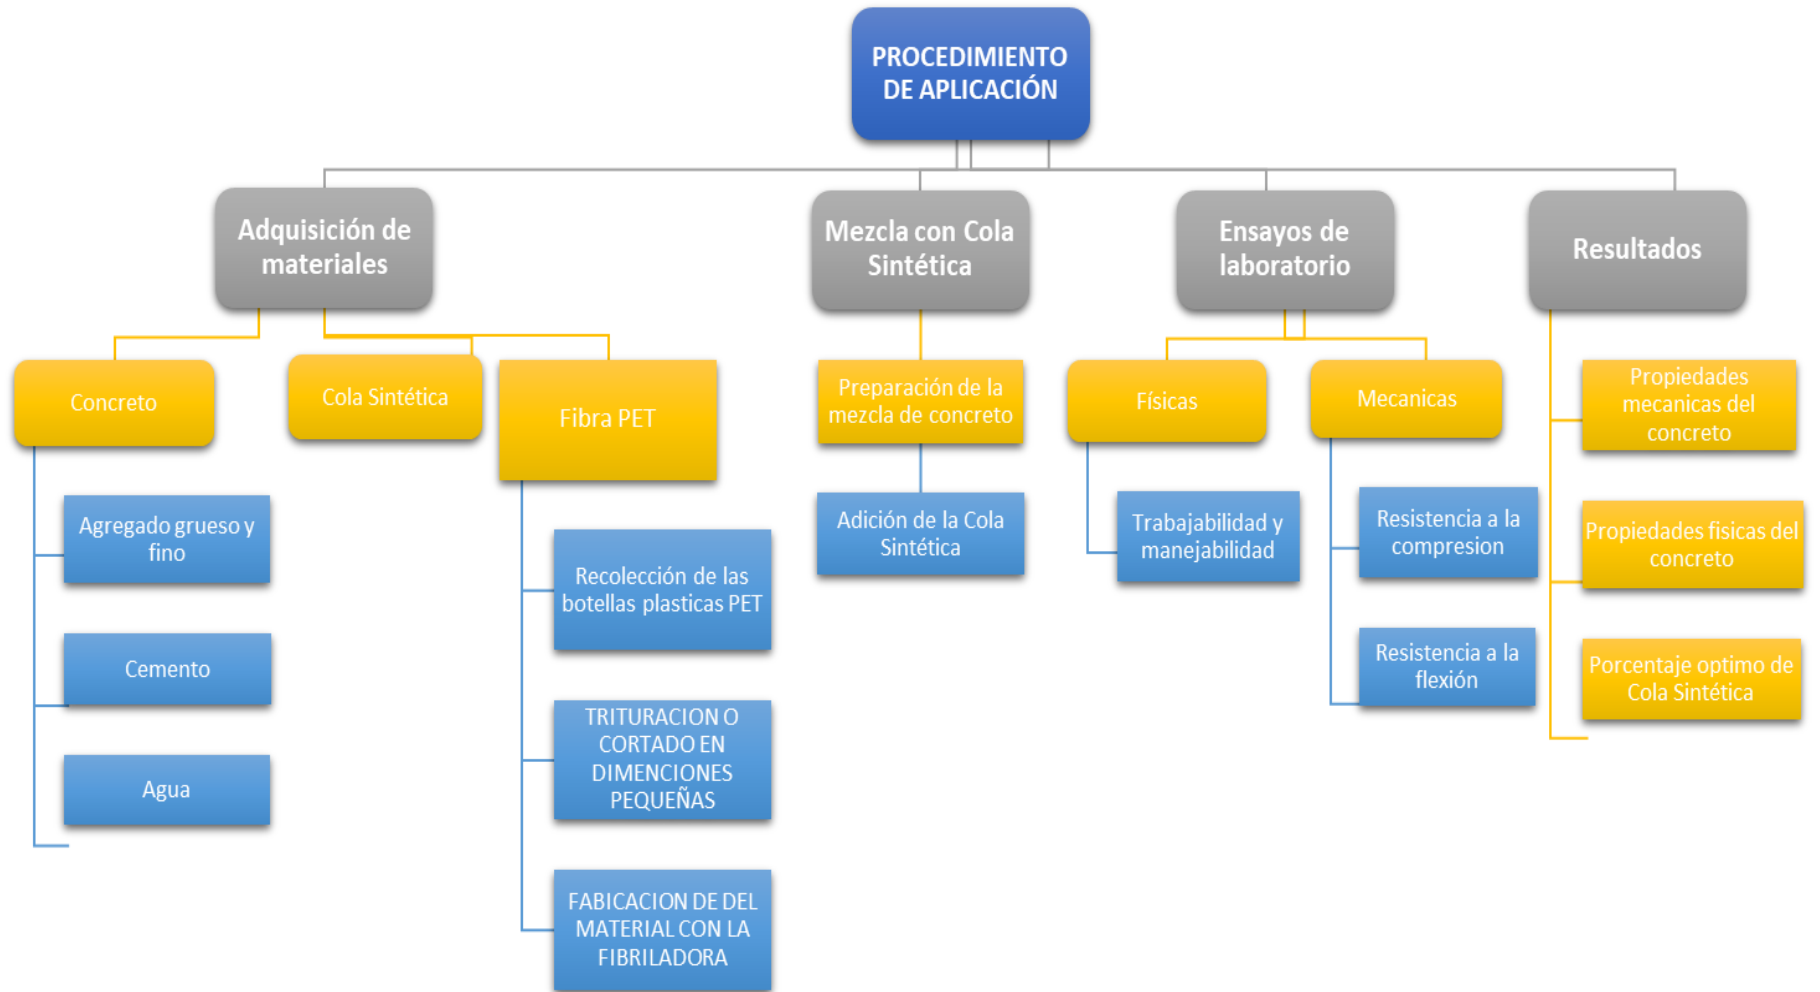 PROCEDIMIENTO
DE APLICACIÓN
Adquisición de
materiales
Mezcla con Cola
Sintética
Ensayos de
laboratorio
Resultados
Concreto
Cola Sintética
Fibra PET
Preparación de la
mezcla de concreto
Físicas
Mecanicas
Propiedades
mecanicas del
concreto
Agregado grueso y
fino
Cemento
Agua
Recolección de las
botellas plasticas PET
TRITURACION O
CORTADO EN
DIMENCIONES
PEQUEÑAS
FABICACION DE DEL
MATERIAL CON LA
FIBRILADORA
Adición de la Cola
Sintética
Trabajabilidad y
manejabilidad
Resistencia a la
compresion
Resistencia a la
flexión
Propiedades fisicas del
concreto
Porcentaje optimo de
Cola Sintética